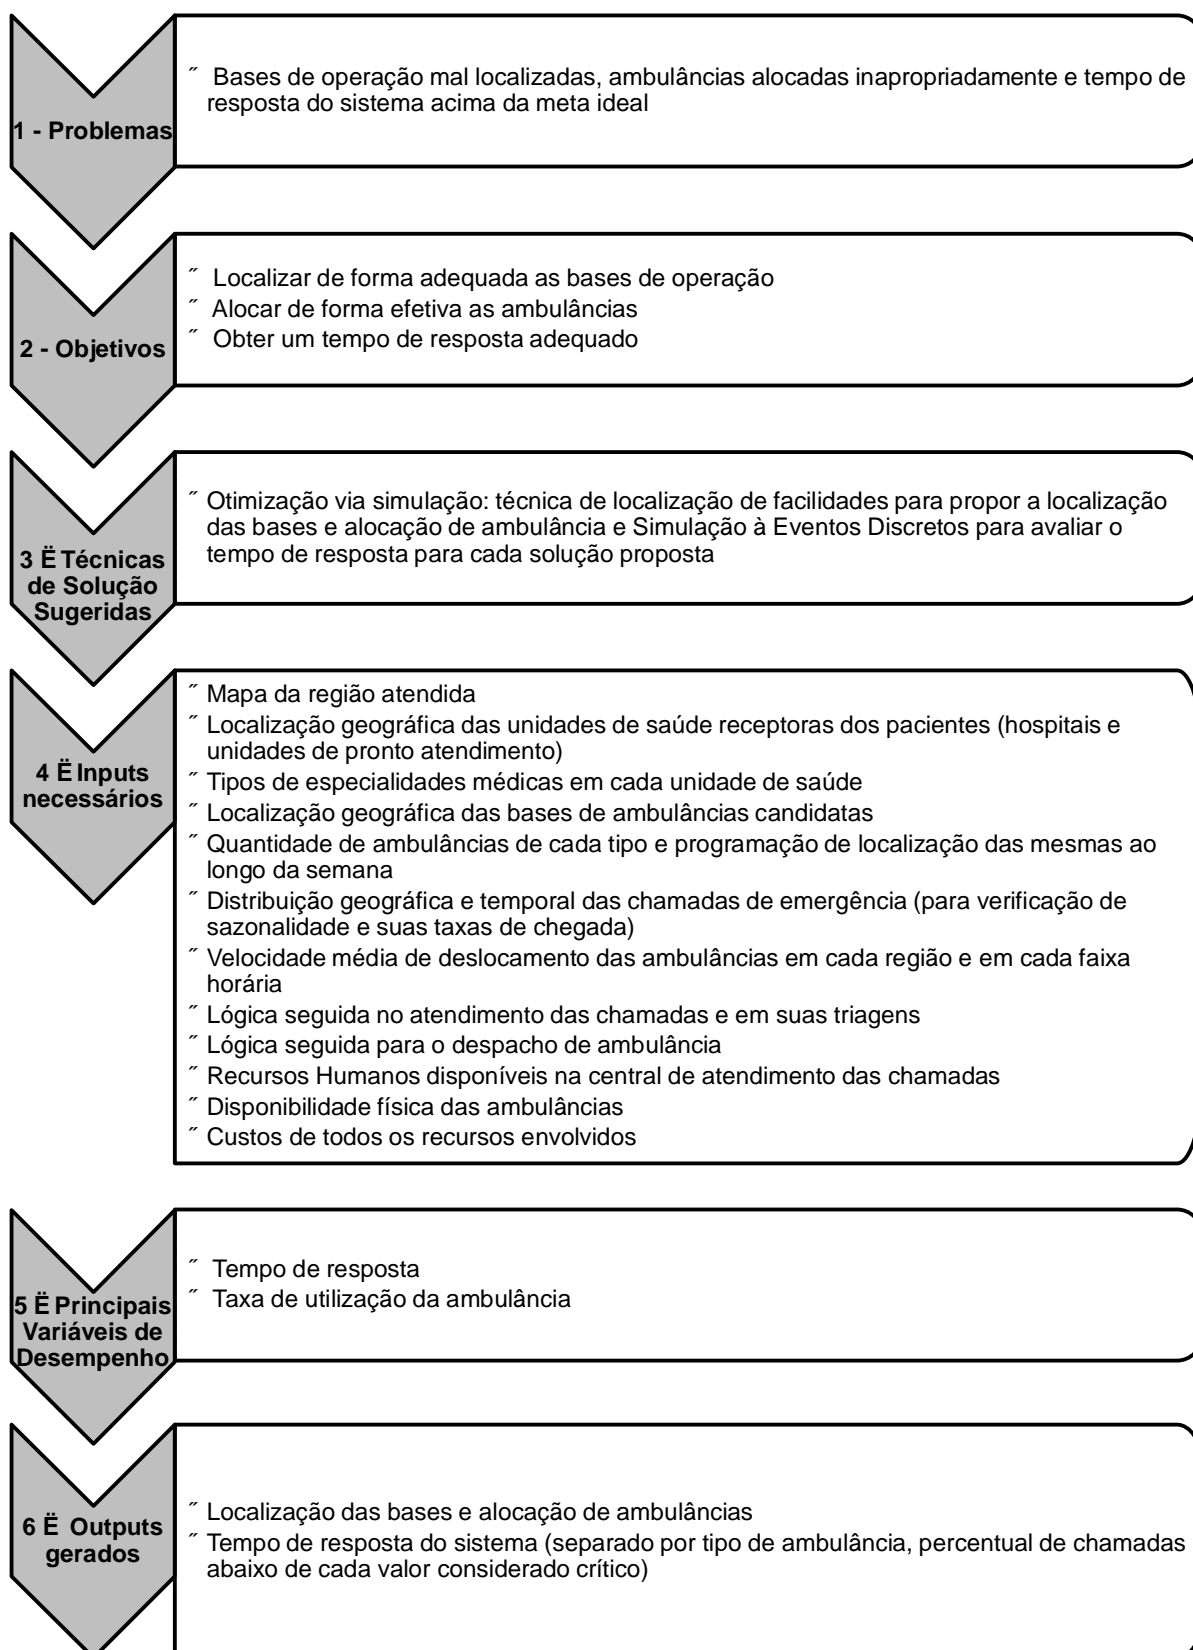 1 - Problemas
˝ Bases de operação mal localizadas, ambulâncias alocadas inapropriadamente e tempo de
resposta do sistema acima da meta ideal
2 - Objetivos
˝ Localizar de forma adequada as bases de operação
˝ Alocar de forma efetiva as ambulâncias
˝ Obter um tempo de resposta adequado
3 Ë Técnicas
de Solução
Sugeridas
˝ Otimização via simulação: técnica de localização de facilidades para propor a localização
das bases e alocação de ambulância e Simulação à Eventos Discretos para avaliar o
tempo de resposta para cada solução proposta
4 Ë Inputs
necessários
˝ Mapa da região atendida
˝ Localização geográfica das unidades de saúde receptoras dos pacientes (hospitais e
unidades de pronto atendimento)
˝ Tipos de especialidades médicas em cada unidade de saúde
˝ Localização geográfica das bases de ambulâncias candidatas
˝ Quantidade de ambulâncias de cada tipo e programação de localização das mesmas ao
longo da semana
˝ Distribuição geográfica e temporal das chamadas de emergência (para verificação de
sazonalidade e suas taxas de chegada)
˝ Velocidade média de deslocamento das ambulâncias em cada região e em cada faixa
horária
˝ Lógica seguida no atendimento das chamadas e em suas triagens
˝ Lógica seguida para o despacho de ambulância
˝ Recursos Humanos disponíveis na central de atendimento das chamadas
˝ Disponibilidade física das ambulâncias
˝ Custos de todos os recursos envolvidos
5 Ë Principais
Variáveis de
Desempenho
˝ Tempo de resposta
˝ Taxa de utilização da ambulância
6 Ë Outputs
gerados
˝ Localização das bases e alocação de ambulâncias
˝ Tempo de resposta do sistema (separado por tipo de ambulância, percentual de chamadas
abaixo de cada valor considerado crítico)